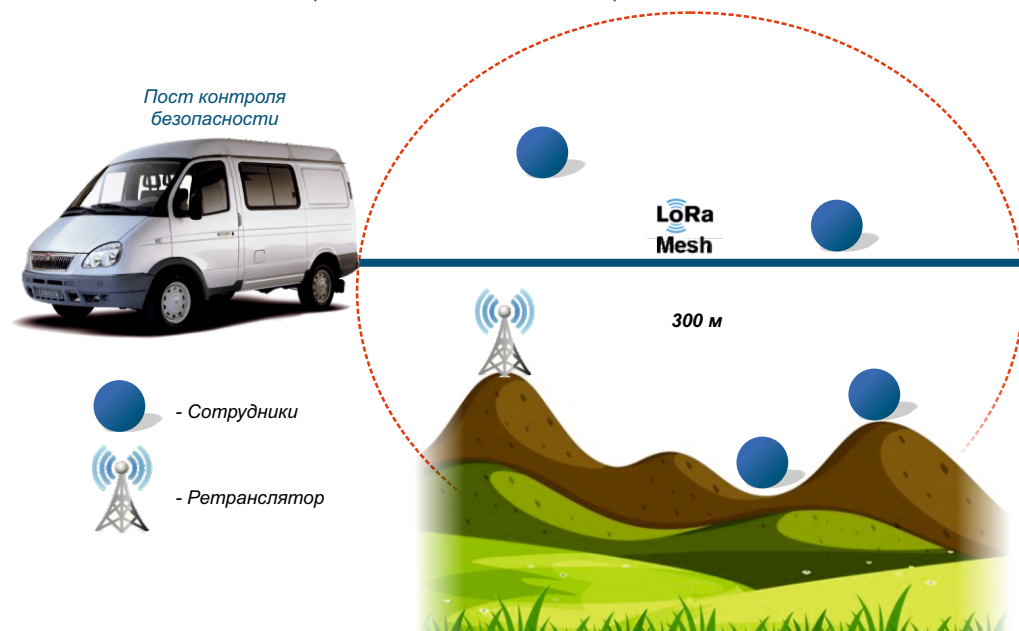 Пост контроля
безопасности
LoRa
Mesh
300 м
- Сотрудники
- Ретранслятор